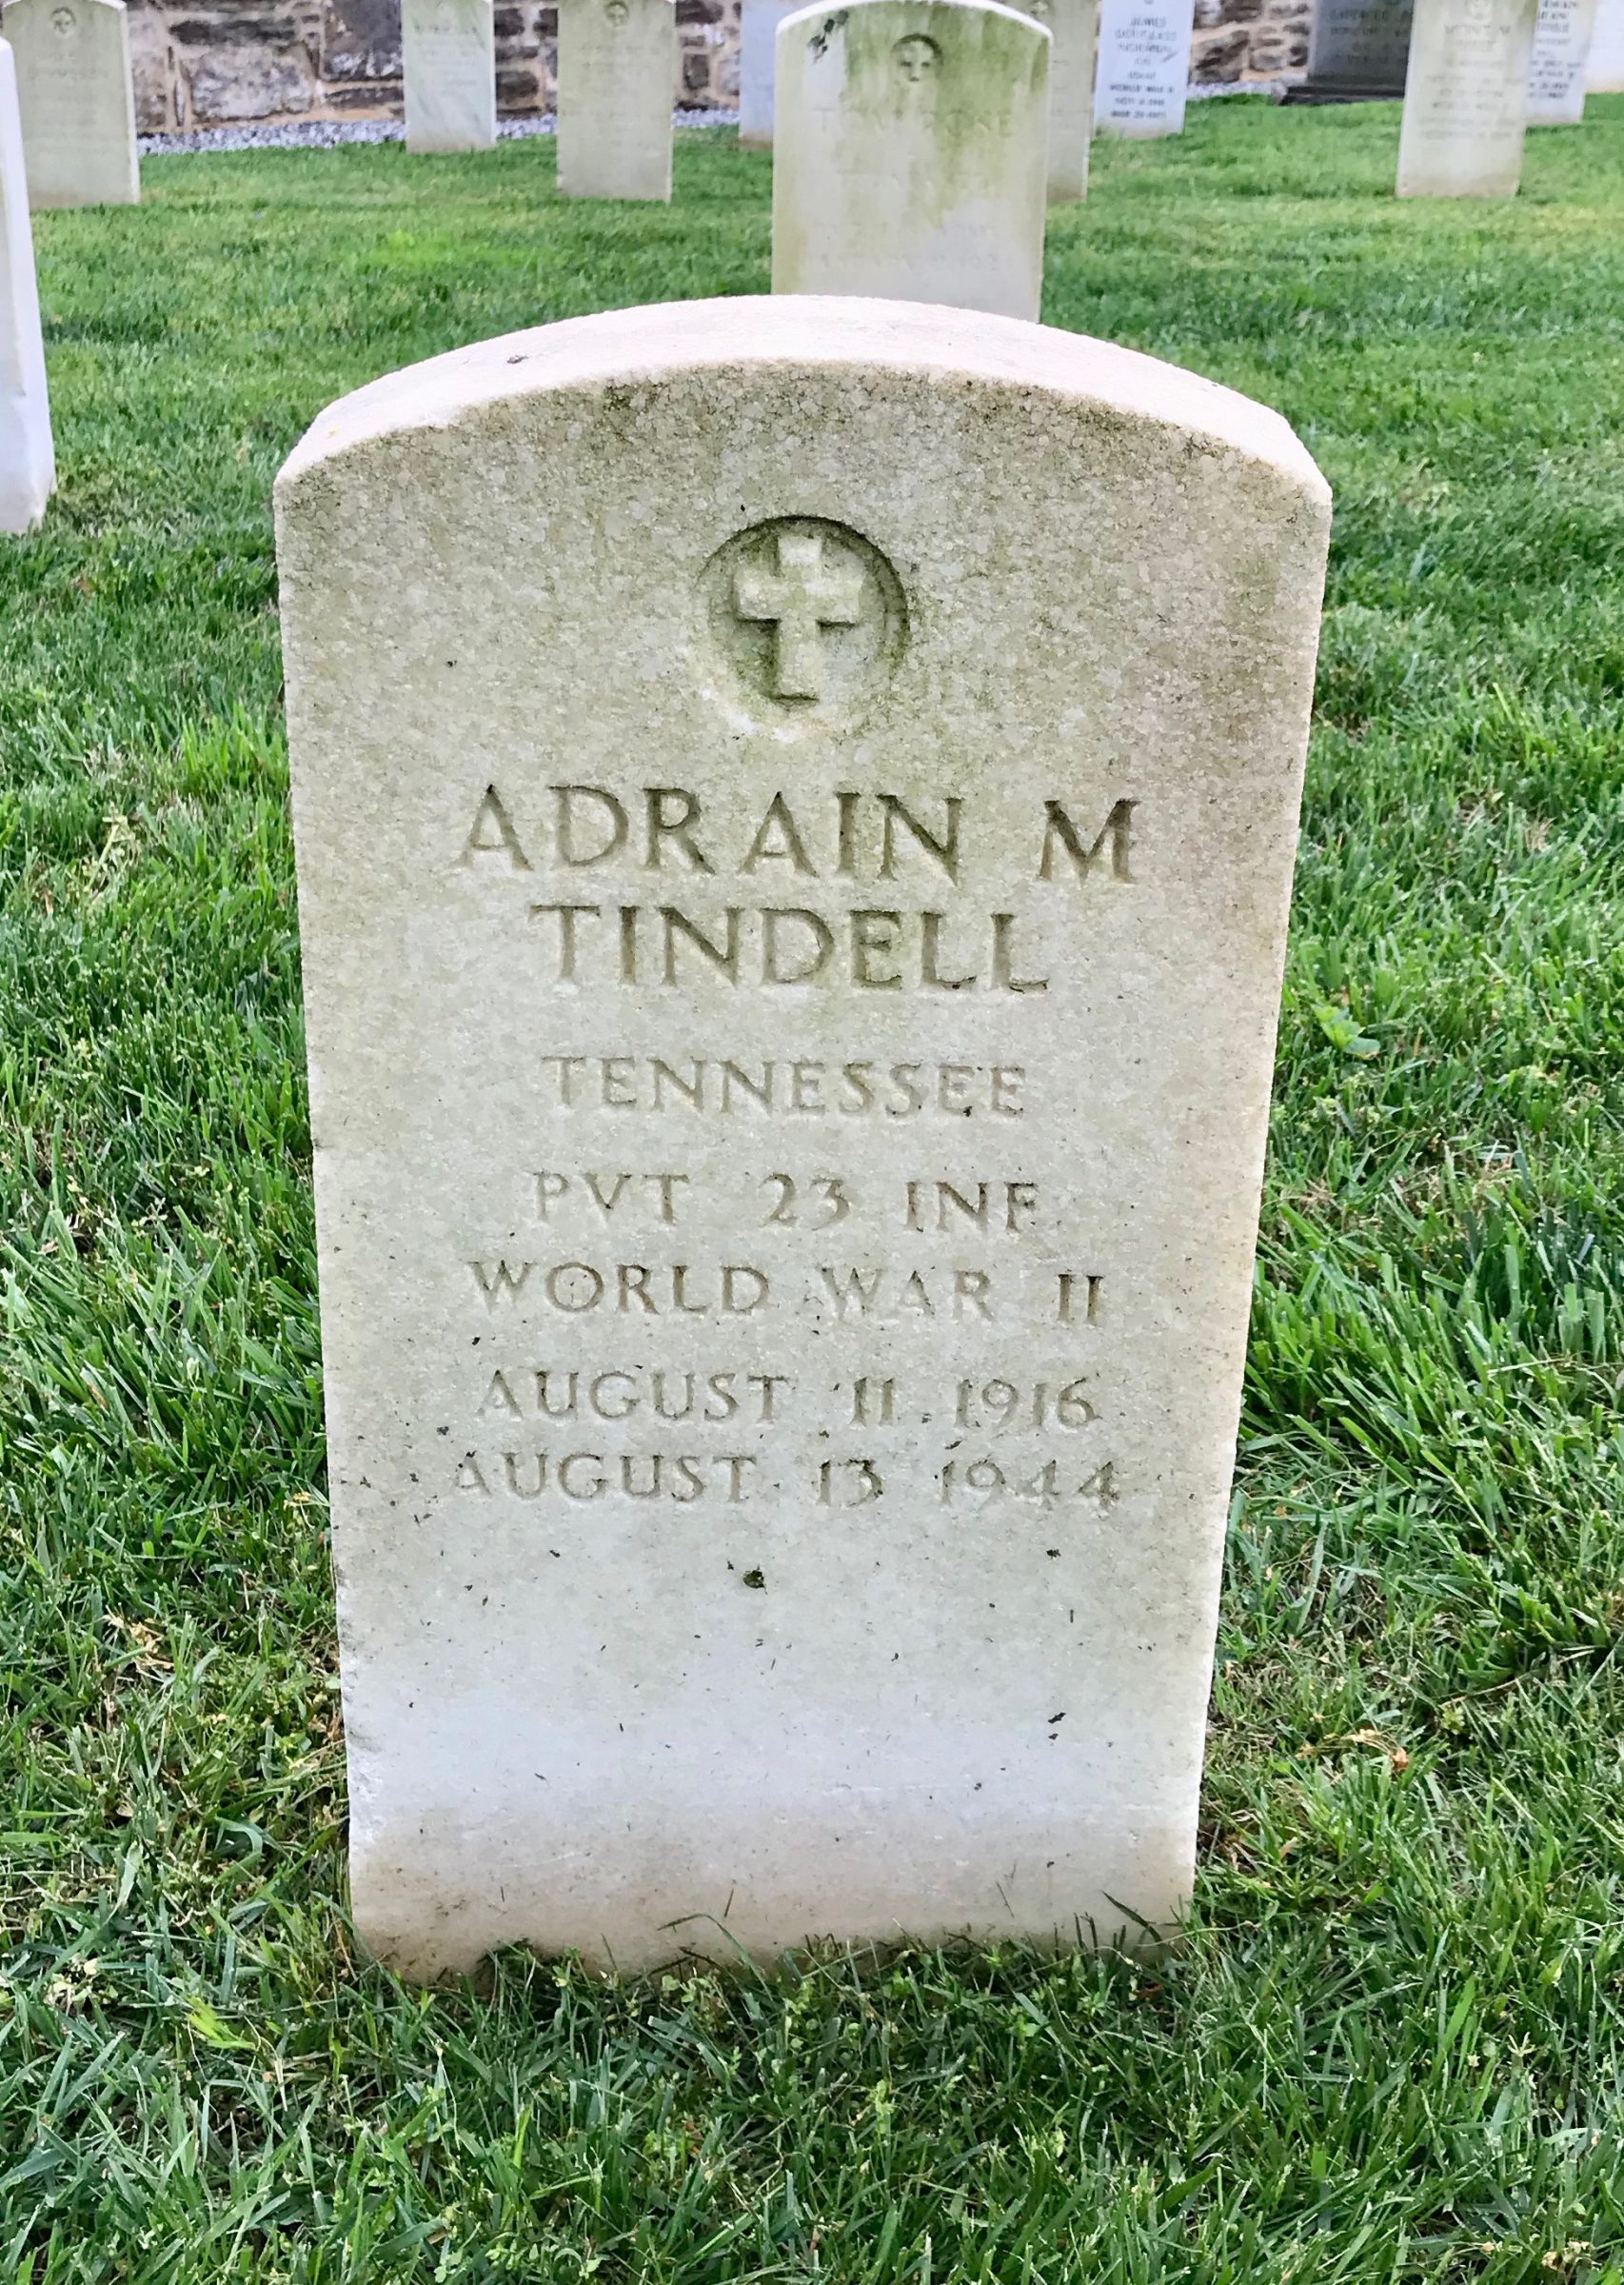 ADRAIN M
TINDELL
TENNESSEE
PVT 23 INF
WORLD WAR II
AUGUST 11 1916
AUGUST 13 1944